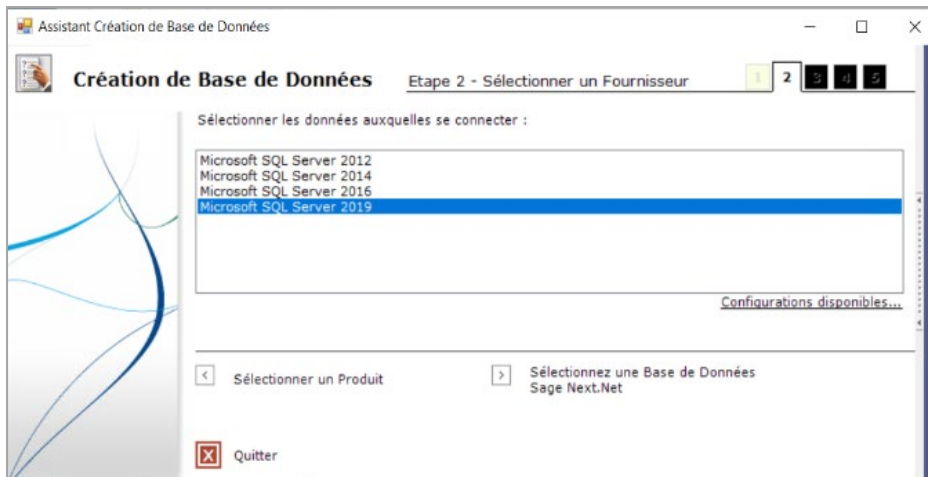 Assistant Création de Base de Données
Création de Base de Données
Etape 2 - Sélectionner un Fournisseur
1 2 3 4 5
Sélectionner les données auxquelles se connecter :
Microsoft SQL Server 2012
Microsoft SQL Server 2014
Microsoft SQL Server 2016
Microsoft SQL Server 2019
Configurations disponibles...
< Sélectionner un Produit
> Sélectionnez une Base de Données
Sage Next.Net
X Quitter